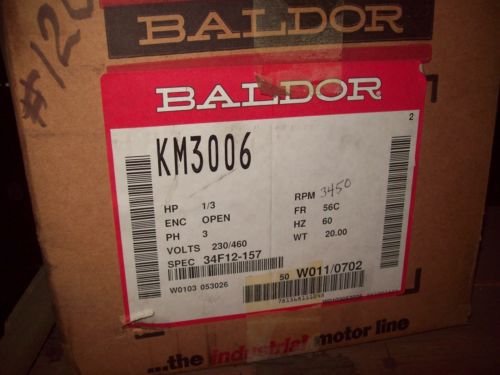 BALDOR
#120
BALDOR
2
KM3006
HP 1/3
RPM 3450
ENC OPEN
FR 56C
PH 3
HZ 60
VOLTS 230/460
WT 20.00
SPEC 34F12-157
W0103 053026
50 W011/0702
...the industrial motor line